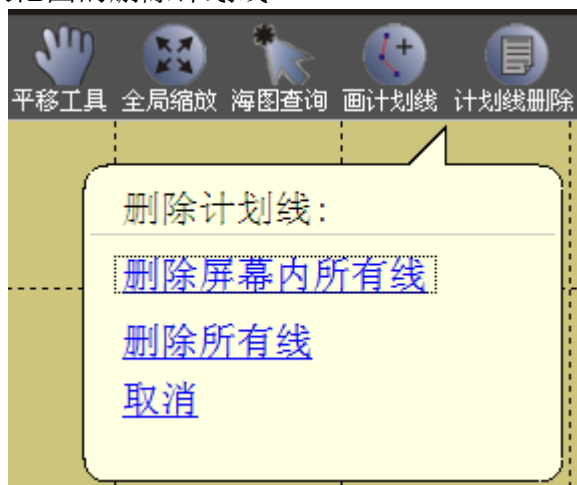 平移工具 全局缩放 海图查询 画计划线 计划线删除
删除计划线:
删除屏幕内所有线
删除所有线
取消